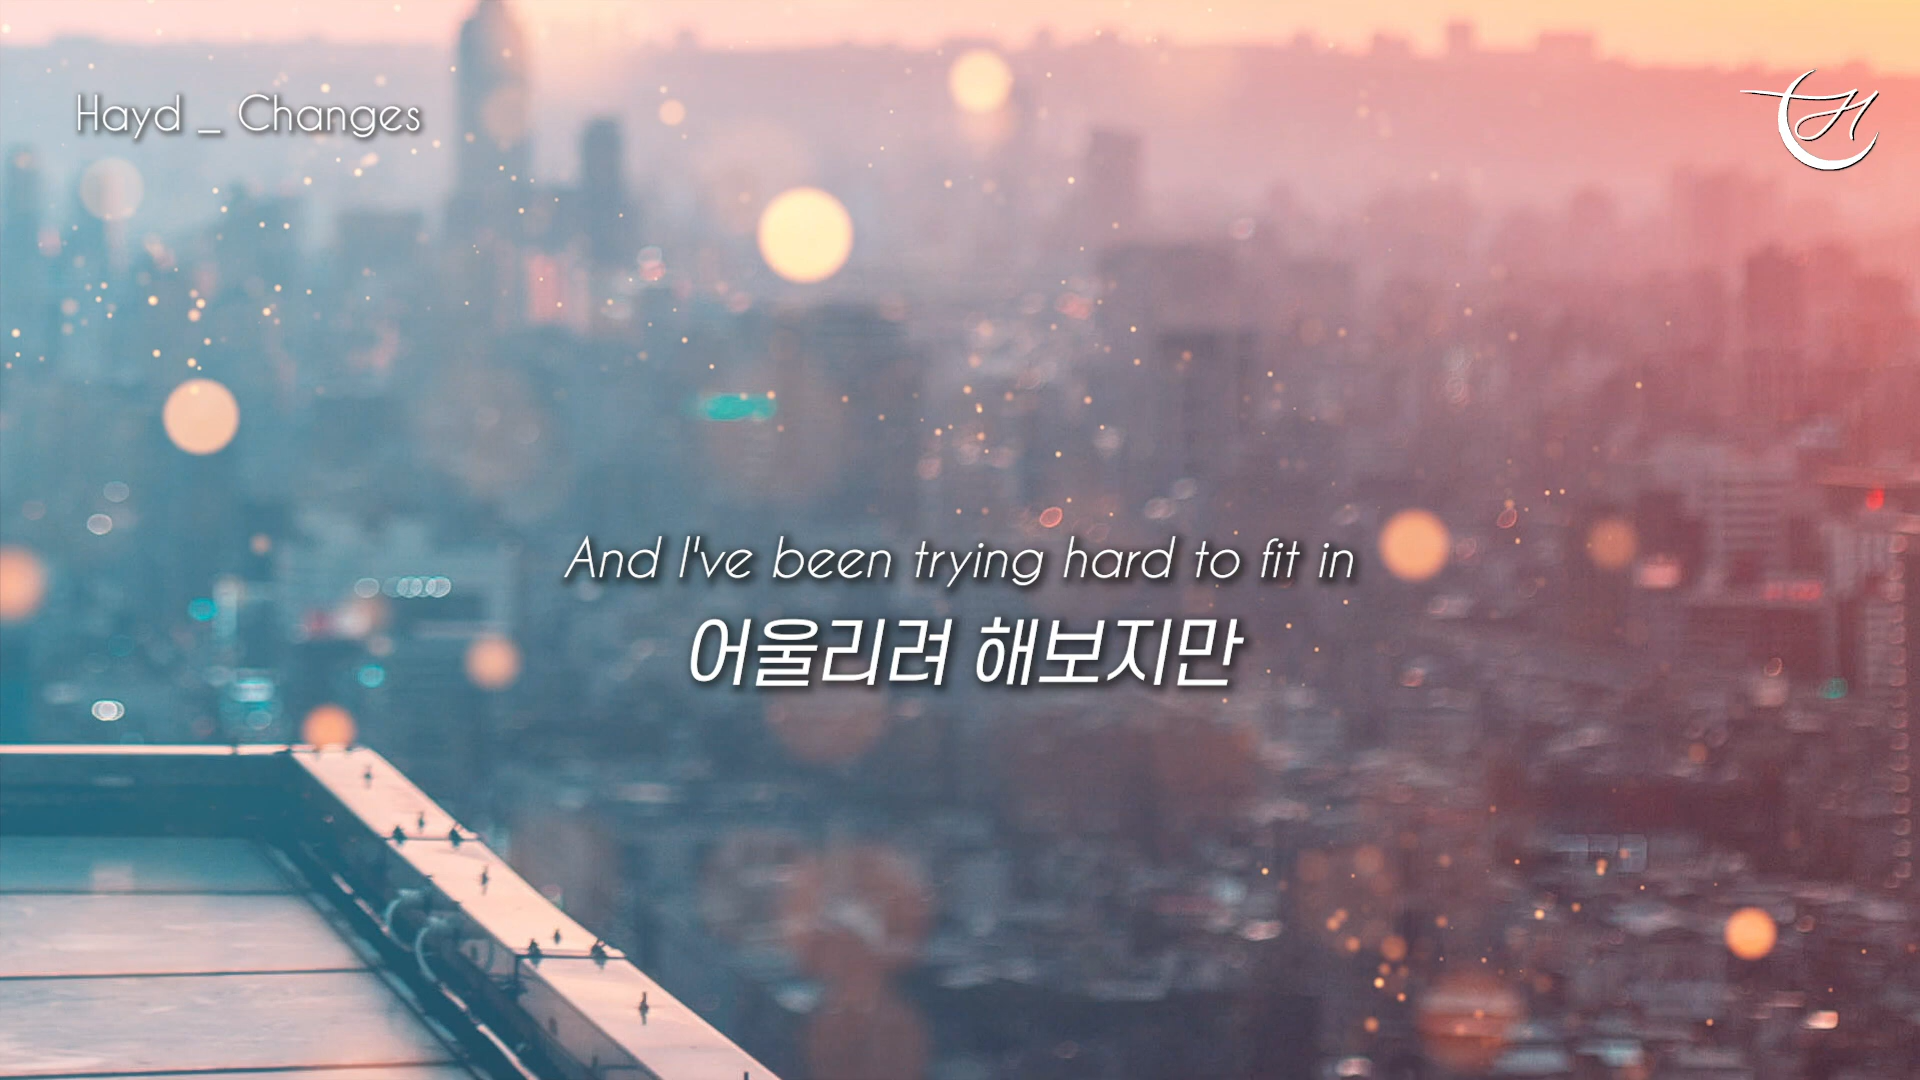 Hayd _ Changes
And I've been trying hard to fit in
어울리려 해보지만